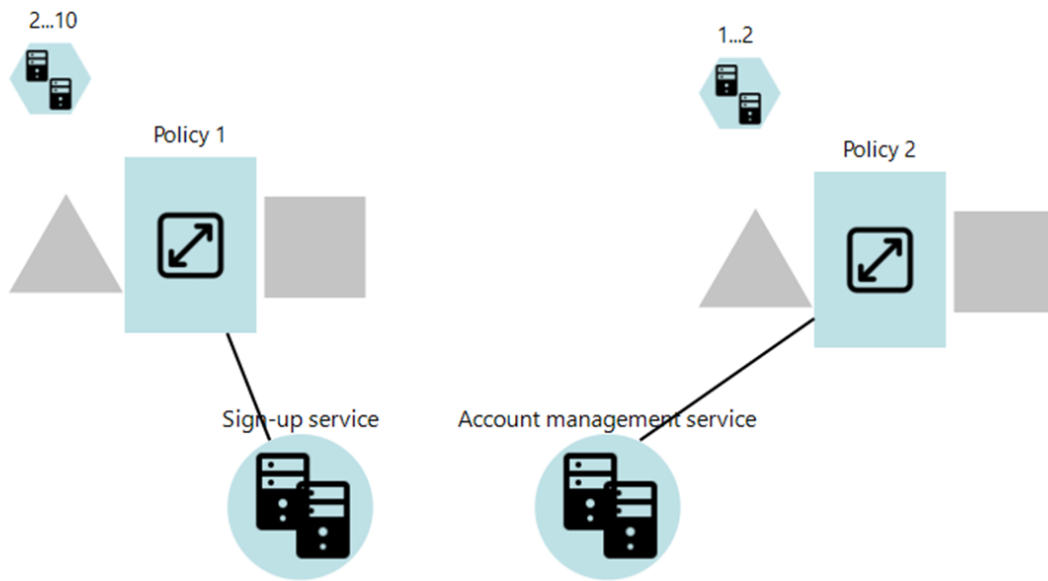 2...10
1...2
Policy 1
Policy 2
Sign-up service
Account management service